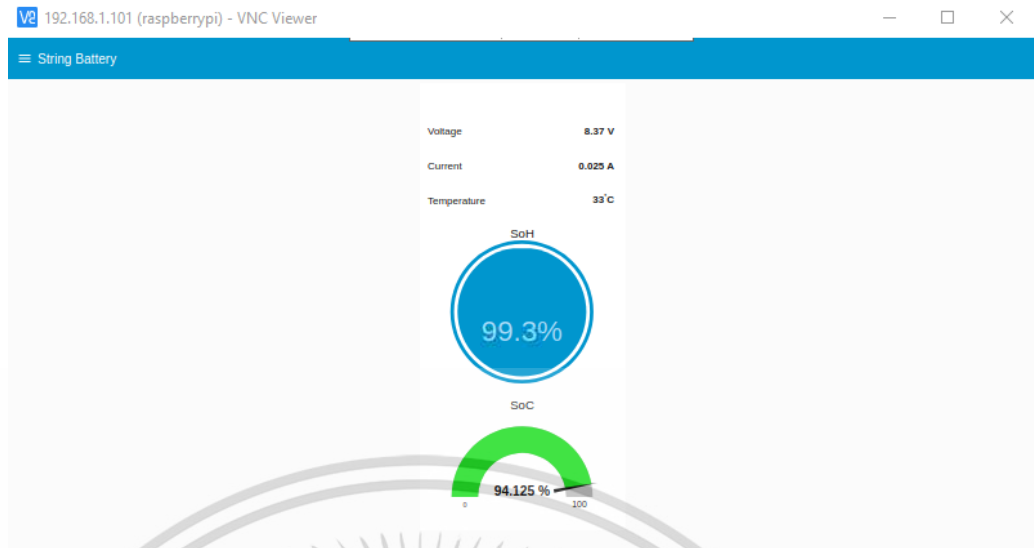 VQ 192.168.1.101 (raspberrypi) - VNC Viewer
≡ String Battery
Voltage 8.37 V
Current 0.025 A
Temperature 33°C
SoH
99.3%
SoC
94.125 %
0 100